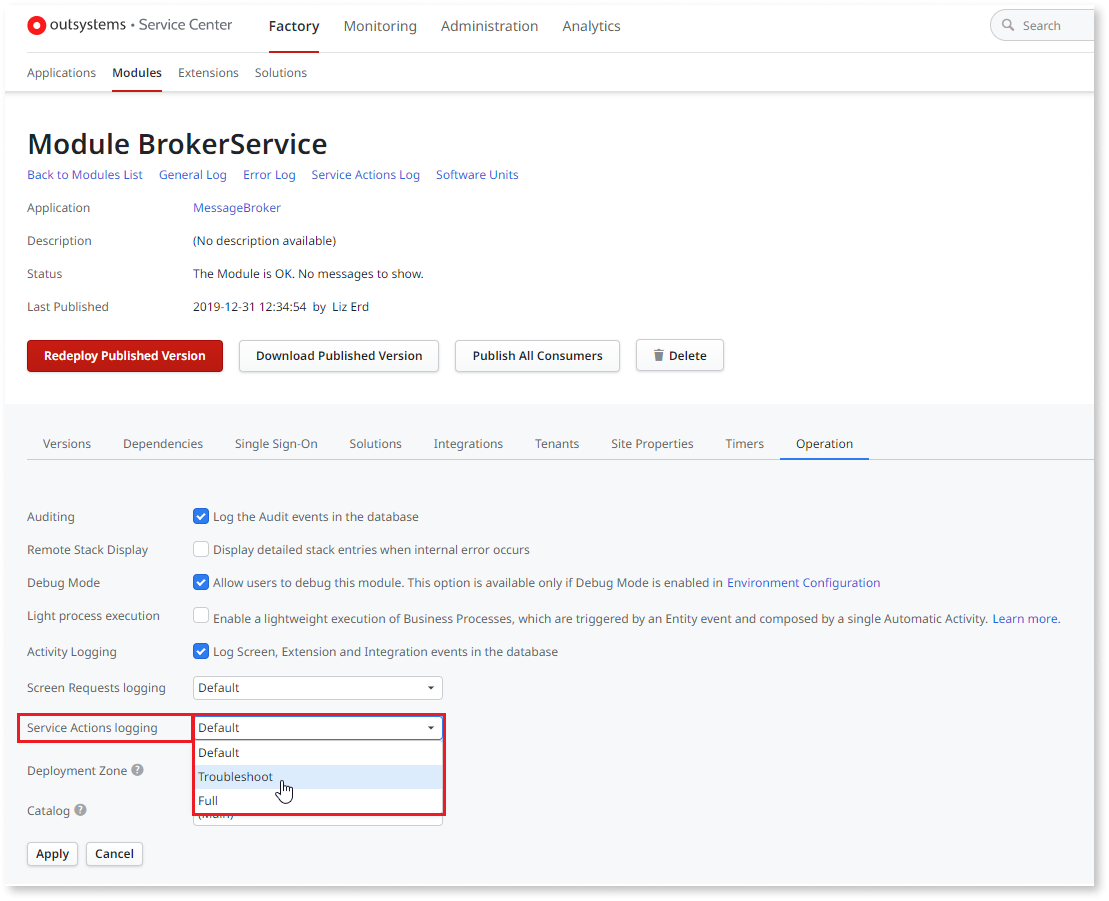 outsystems • Service Center Factory Monitoring Administration Analytics Search
Applications Modules Extensions Solutions
Module BrokerService
Back to Modules List General Log Error Log Service Actions Log Software Units
Application MessageBroker
Description (No description available)
Status The Module is OK. No messages to show.
Last Published 2019-12-31 12:34:54 by Liz Erd
Redeploy Published Version Download Published Version Publish All Consumers Delete
Versions Dependencies Single Sign-On Solutions Integrations Tenants Site Properties Timers Operation
Auditing Log the Audit events in the database
Remote Stack Display Display detailed stack entries when internal error occurs
Debug Mode Allow users to debug this module. This option is available only if Debug Mode is enabled in Environment Configuration
Light process execution Enable a lightweight execution of Business Processes, which are triggered by an Entity event and composed by a single Automatic Activity. Learn more.
Activity Logging Log Screen, Extension and Integration events in the database
Screen Requests logging Default
Service Actions logging Default
Default
Deployment Zone ? Troubleshoot
Full
Catalog ? (Main)
Apply Cancel